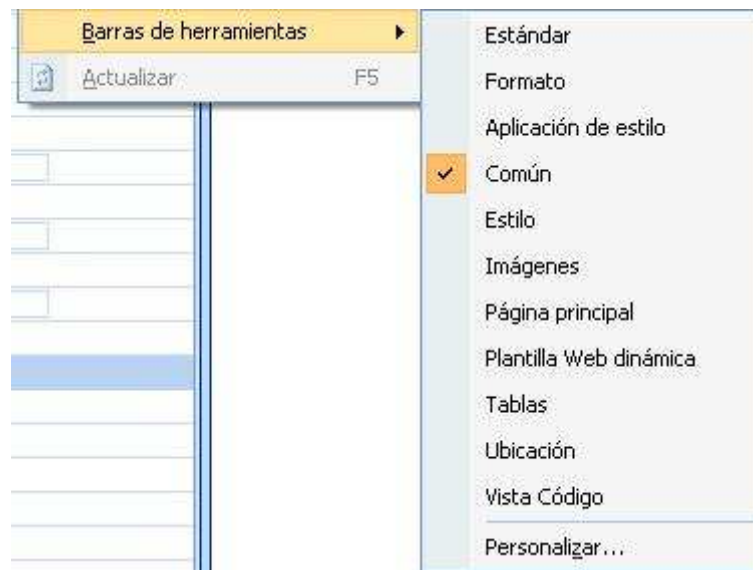 Barras de herramientas
Actualizar F5
Estándar
Formato
Aplicación de estilo
Común
Estilo
Imágenes
Página principal
Plantilla Web dinámica
Tablas
Ubicación
Vista Código
Personalizar...